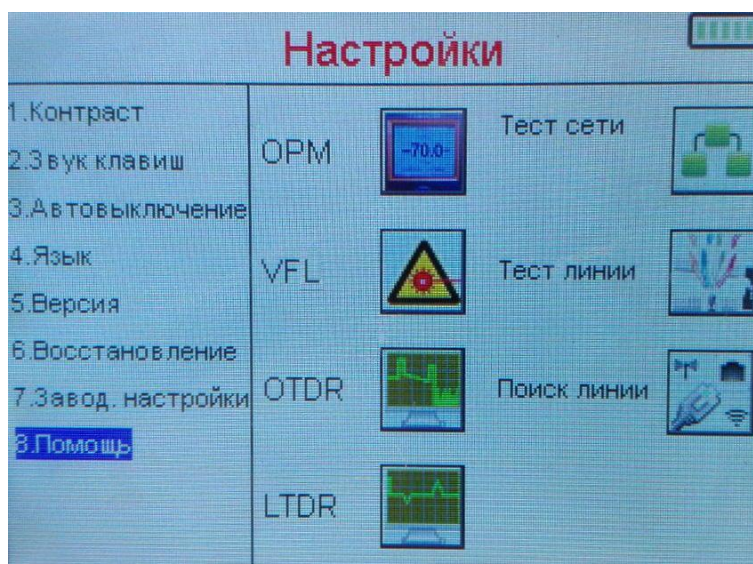 Настройки
1.Контраст
2.Звук клавиш
3.Автовыключение
4.Язык
5.Версия
6.Восстановление
7.Завод. настройки
8.Помощь
OPM
-70.0-
VFL
OTDR
LTDR
Тест сети
Тест линии
Поиск линии